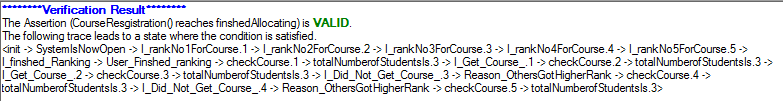 ********Verification Result********
The Assertion (CourseResgistration() reaches finshedAllocating) is VALID.
The following trace leads to a state where the condition is satisfied.
<init -> SystemIsNowOpen -> I_rankNo1ForCourse.1 -> I_rankNo2ForCourse.2 -> I_rankNo3ForCourse.3 -> I_rankNo4ForCourse.4 -> I_rankNo5ForCourse.5 ->
I_finshed_Ranking -> User_Finshed_ranking -> checkCourse.1 -> totalNumberofStudentsIs.3 -> I_Get_Course_.1 -> checkCourse.2 -> totalNumberofStudentsIs.3 ->
I_Get_Course_.2 -> checkCourse.3 -> totalNumberofStudentsIs.3 -> I_Did_Not_Get_Course_.3 -> Reason_OthersGotHigherRank -> checkCourse.4 ->
totalNumberofStudentsIs.3 -> I_Did_Not_Get_Course_.4 -> Reason_OthersGotHigherRank -> checkCourse.5 -> totalNumberofStudentsIs.3>